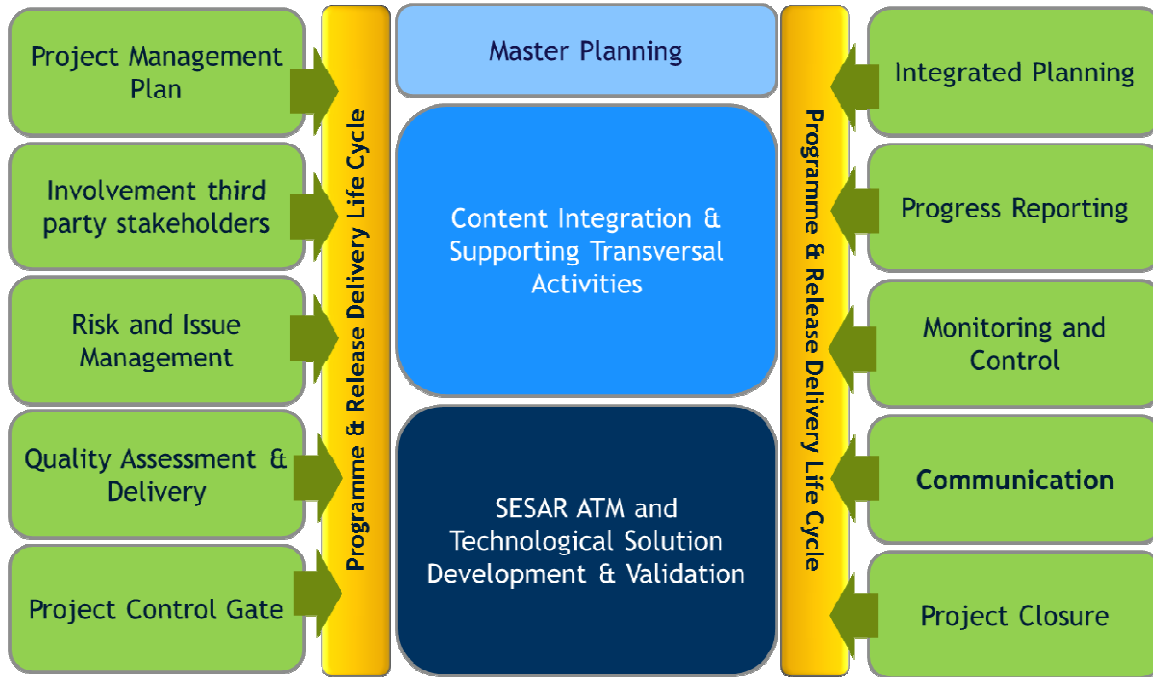 Project Management
Plan
Involvement third
party stakeholders
Risk and Issue
Management
Quality Assessment &
Delivery
Project Control Gate
Programme & Release Delivery Life Cycle
Master Planning
Content Integration &
Supporting Transversal
Activities
SESAR ATM and
Technological Solution
Development & Validation
Programme & Release Delivery Life Cycle
Integrated Planning
Progress Reporting
Monitoring and
Control
Communication
Project Closure